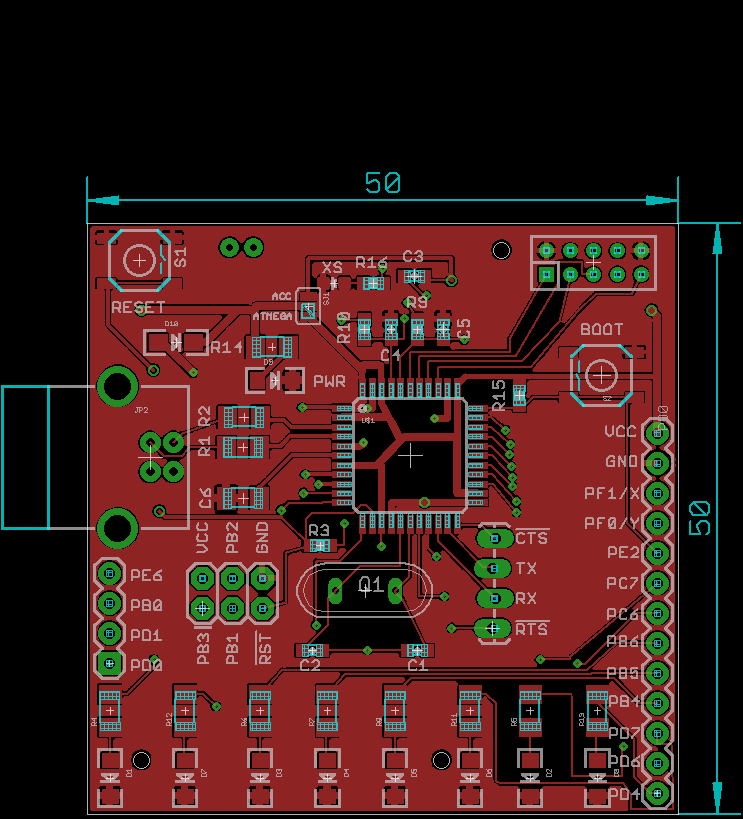 50
S1
RESET
XS
R16
C3
ACC
ATMEGA
SJ1
R9
R10
C5
C4
D10
R14
D9
PWR
BOOT
S2
R15
JP2
R2
R1
C6
U$1
50
VCC
GND
PF1/X
PF0/Y
PE2
PC7
PC6
PB6
PB5
PB4
PD7
PD6
PD4
VCC
PB2
GND
R3
CTS
TX
RX
RTS
PE6
PB0
PD1
PD0
PB3
PB1
RST
Q1
C2
C1
R4
R12
R6
R7
R8
R11
R5
R13
D1
D7
D3
D4
D5
D6
D2
D8